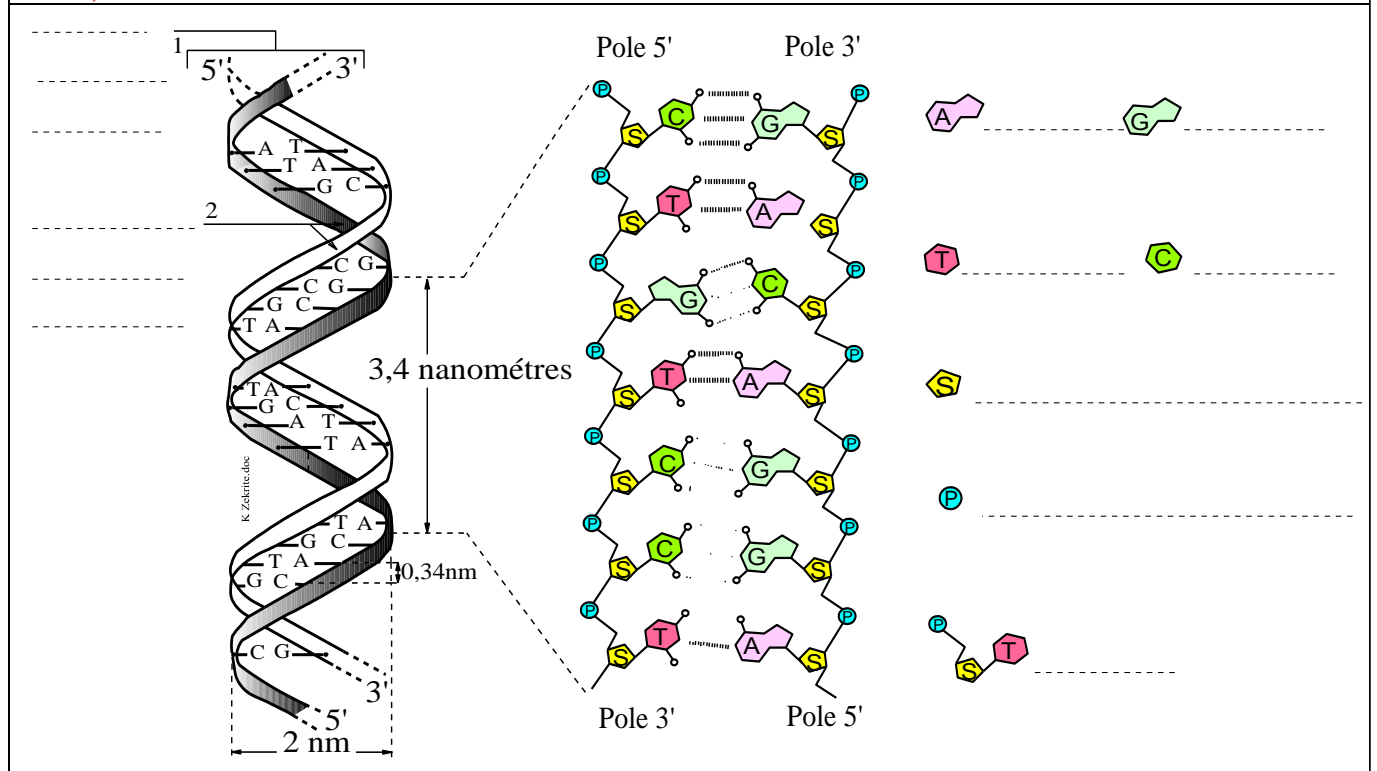 1
5' 3'
A T
T A
G C
2
C G
C G
G C
T A
T A
G C
A T
T A
K Zekrite.doc
T A
G C
T A
G C
C G
3'
5'
2 nm
0,34nm
3,4 nanométres
Pole 5' Pole 3'
P P
S C G S
P P
S T A S
P P
S G C S
P P
S T A S
P P
S C G S
P P
S C G S
P P
S T A S
Pole 3' Pole 5'
A G
T C
S
P
P
S T